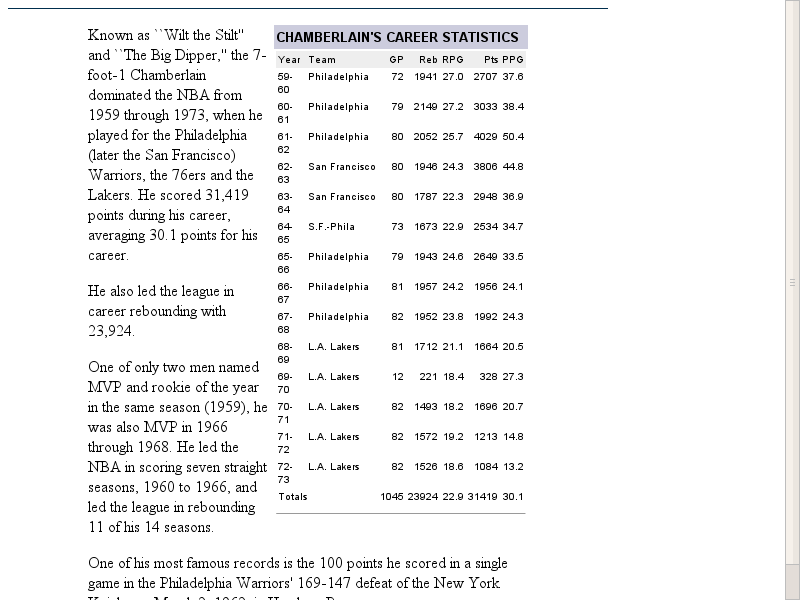 Known as ``Wilt the Stilt''
and ``The Big Dipper,'' the 7-
foot-1 Chamberlain
dominated the NBA from
1959 through 1973, when he
played for the Philadelphia
(later the San Francisco)
Warriors, the 76ers and the
Lakers. He scored 31,419
points during his career,
averaging 30.1 points for his
career.
He also led the league in
career rebounding with
23,924.
One of only two men named
MVP and rookie of the year
in the same season (1959), he
was also MVP in 1966
through 1968. He led the
NBA in scoring seven straight
seasons, 1960 to 1966, and
led the league in rebounding
11 of his 14 seasons.
CHAMBERLAIN'S CAREER STATISTICS
Year Team GP Reb RPG Pts PPG
59-60 Philadelphia 72 1941 27.0 2707 37.6
60-61 Philadelphia 79 2149 27.2 3033 38.4
61-62 Philadelphia 80 2052 25.7 4029 50.4
62-63 San Francisco 80 1946 24.3 3806 44.8
63-64 San Francisco 80 1787 22.3 2948 36.9
64-65 S.F.-Phila 73 1673 22.9 2534 34.7
65-66 Philadelphia 79 1943 24.6 2649 33.5
66-67 Philadelphia 81 1957 24.2 1956 24.1
67-68 Philadelphia 82 1952 23.8 1992 24.3
68-69 L.A. Lakers 81 1712 21.1 1664 20.5
69-70 L.A. Lakers 12 221 18.4 328 27.3
70-71 L.A. Lakers 82 1493 18.2 1696 20.7
71-72 L.A. Lakers 82 1572 19.2 1213 14.8
72-73 L.A. Lakers 82 1526 18.6 1084 13.2
Totals 1045 23924 22.9 31419 30.1
One of his most famous records is the 100 points he scored in a single
game in the Philadelphia Warriors' 169-147 defeat of the New York